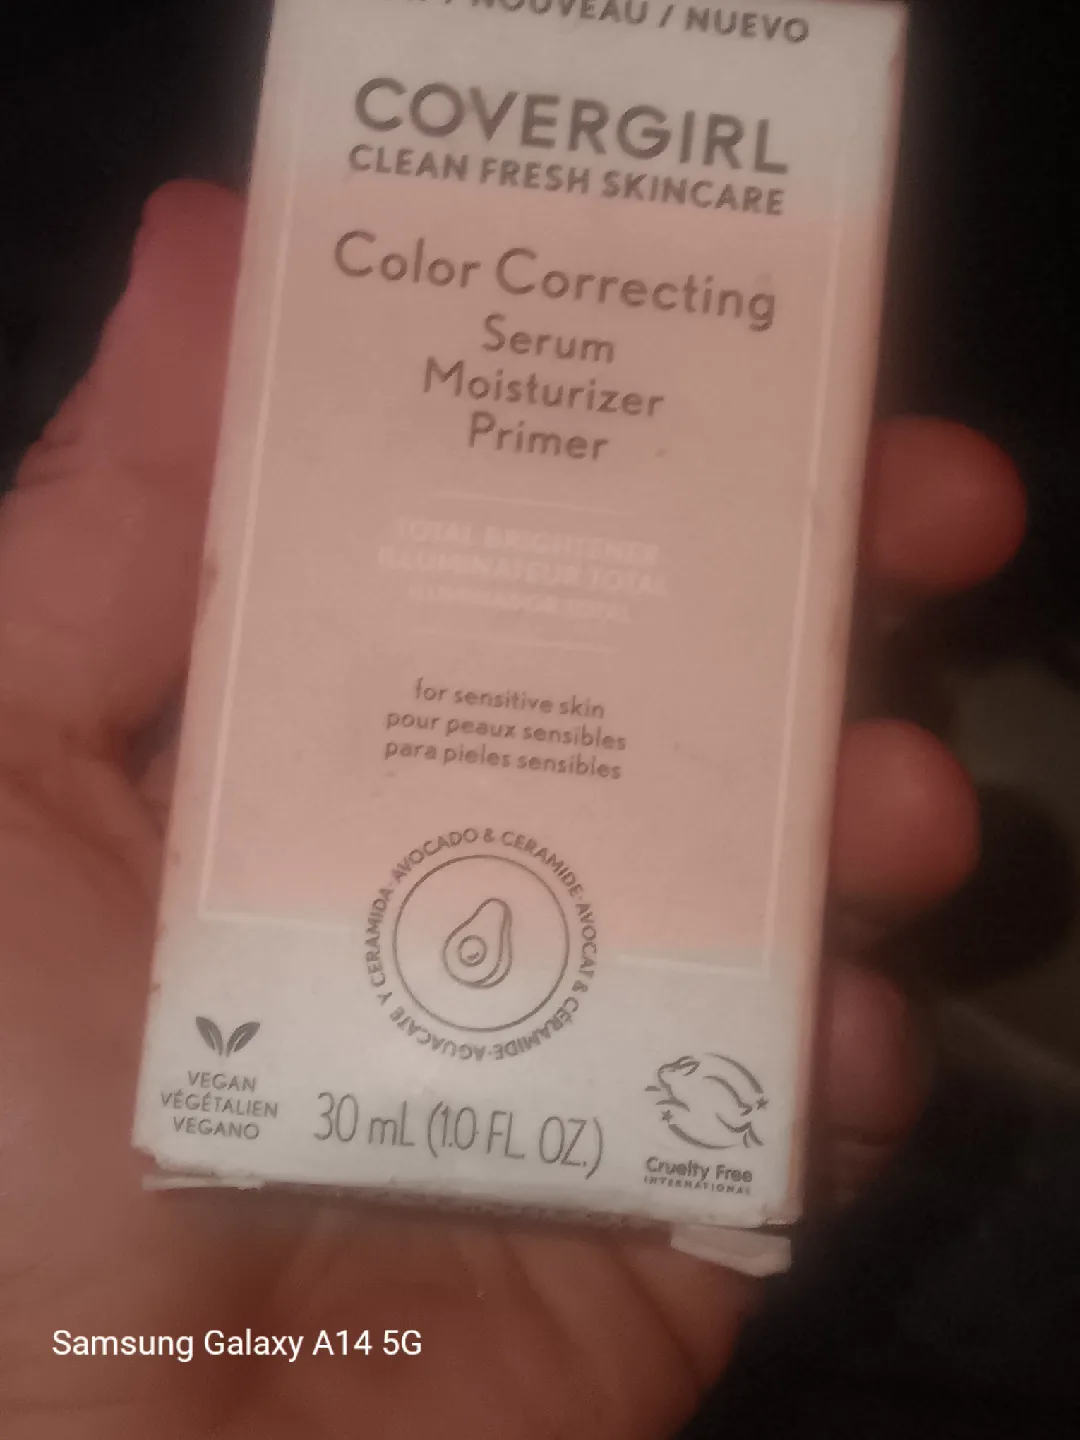 / NOUVEAU / NUEVO
COVERGIRL
CLEAN FRESH SKINCARE
Color Correcting
Serum
Moisturizer
Primer
TOTAL BRIGHTENER
ILLUMINATEUR TOTAL
TOTAL
for sensitive skin
pour peaux sensibles
para pieles sensibles
AVOCADO & CERAMIDE·AVOCAT & CÉRAMIDE·AGUACATE Y CERAMIDA·
VEGAN
VÉGÉTALIEN
VEGANO
30 mL (1.0 FL OZ.)
Cruelty Free
INTERNATIONAL
Samsung Galaxy A14 5G